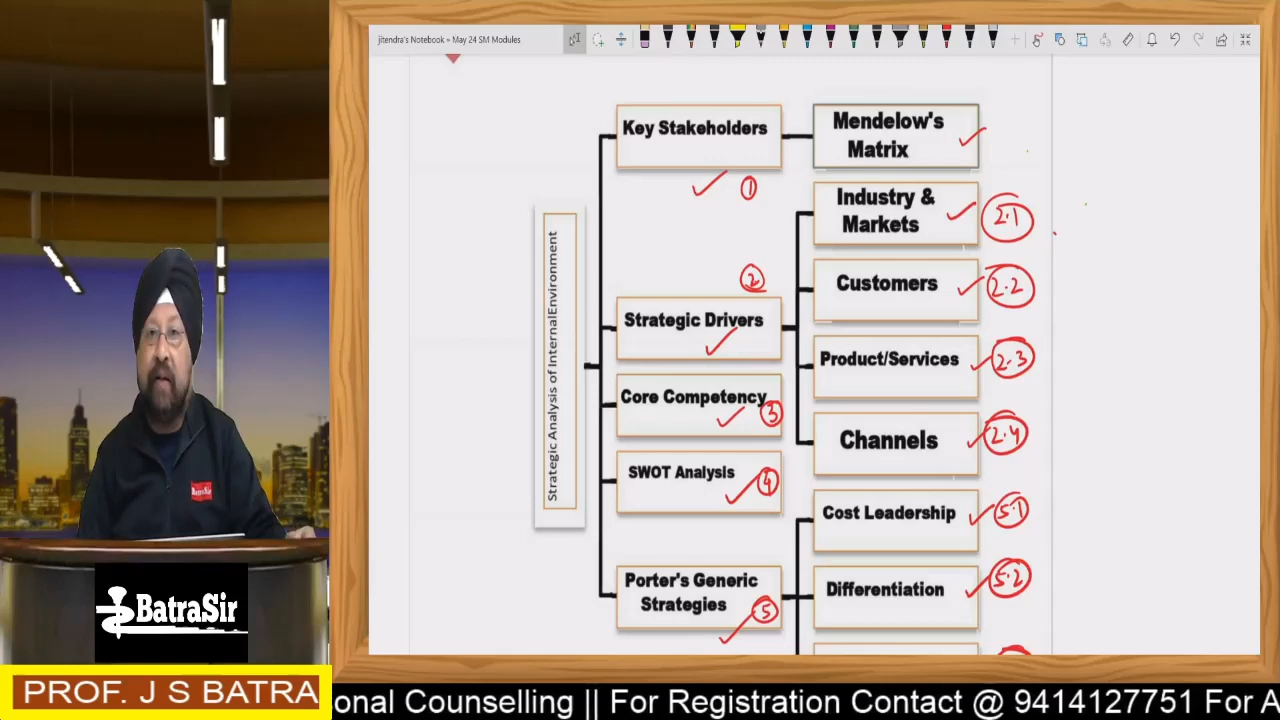 jitendra's Notebook » May 24 SM Modules
Strategic Analysis of InternalEnvironment
Key Stakeholders
1
Mendelow's
Matrix
2
Strategic Drivers
Industry &
Markets
2.1
Customers
2.2
Product/Services
2.3
Channels
2.4
Core Competency
3
SWOT Analysis
4
Porter's Generic
Strategies
5
Cost Leadership
5.1
Differentiation
5.2
BatraSir
BatraSir
PROF. J S BATRA
onal Counselling || For Registration Contact @ 9414127751 For A